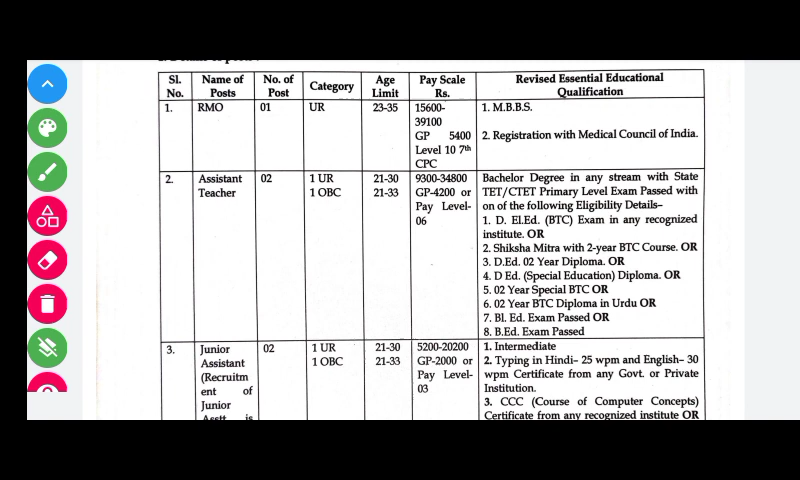 Sl. No. Name of Posts No. of Post Category Age Limit Pay Scale Rs. Revised Essential Educational Qualification
1. RMO 01 UR 23-35 15600-
39100
GP 5400
Level 10 7th
CPC
1. M.B.B.S.
2. Registration with Medical Council of India.
2. Assistant
Teacher
02
1 UR
1 OBC
21-30
21-33
9300-34800
GP-4200 or
Pay Level-
06
Bachelor Degree in any stream with State
TET/CTET Primary Level Exam Passed with
on of the following Eligibility Details–
1. D. El.Ed. (BTC) Exam in any recognized
institute. OR
2. Shiksha Mitra with 2-year BTC Course. OR
3. D.Ed. 02 Year Diploma. OR
4. D Ed. (Special Education) Diploma. OR
5. 02 Year Special BTC OR
6. 02 Year BTC Diploma in Urdu OR
7. Bl. Ed. Exam Passed OR
8. B.Ed. Exam Passed
3. Junior
Assistant
(Recruitm
ent of
Junior
02
1 UR
1 OBC
21-30
21-33
5200-20200
GP-2000 or
Pay Level-
03
1. Intermediate
2. Typing in Hindi– 25 wpm and English– 30
wpm Certificate from any Govt. or Private
Institution.
3. CCC (Course of Computer Concepts)
Certificate from any recognized institute OR